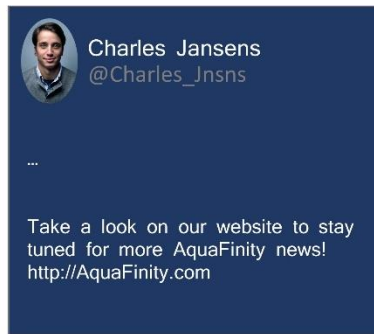 Charles Jansens
@Charles_Jnsns
...
Take a look on our website to stay
tuned for more AquaFinity news!
http://AquaFinity.com